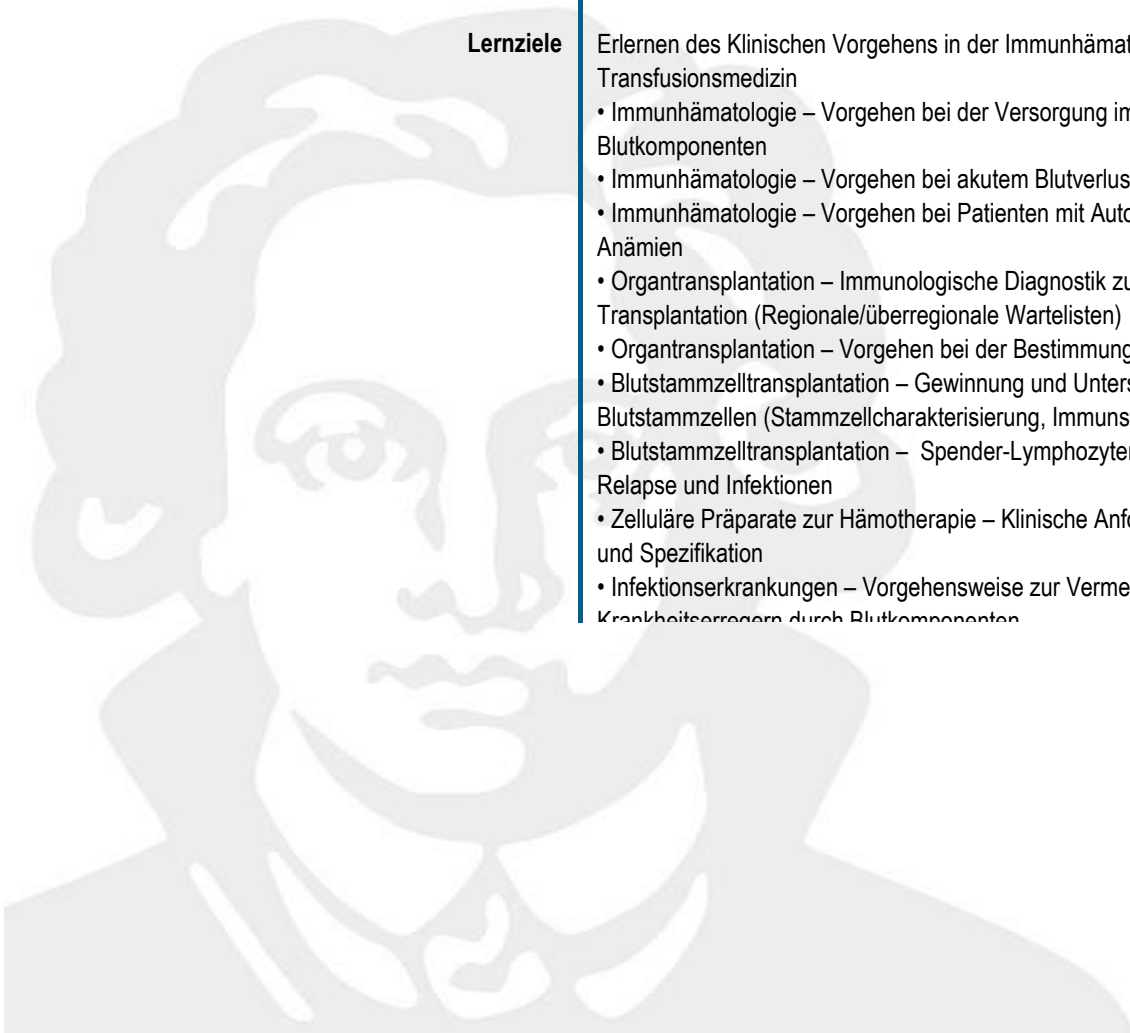 Lernziele
Erlernen des Klinischen Vorgehens in der Immunhämat
Transfusionsmedizin
• Immunhämatologie – Vorgehen bei der Versorgung im
Blutkomponenten
• Immunhämatologie – Vorgehen bei akutem Blutverlus
• Immunhämatologie – Vorgehen bei Patienten mit Auto
Anämien
• Organtransplantation – Immunologische Diagnostik zu
Transplantation (Regionale/überregionale Wartelisten)
• Organtransplantation – Vorgehen bei der Bestimmung
• Blutstammzelltransplantation – Gewinnung und Unters
Blutstammzellen (Stammzellcharakterisierung, Immuns
• Blutstammzelltransplantation – Spender-Lymphozyten
Relapse und Infektionen
• Zelluläre Präparate zur Hämotherapie – Klinische Anfo
und Spezifikation
• Infektionserkrankungen – Vorgehensweise zur Verme
Krankheitserregern durch Blutkomponenten